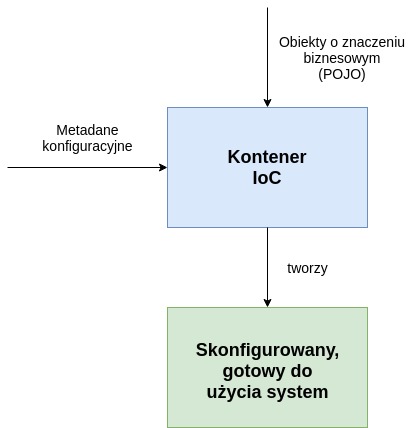 Obiekty o znaczeniu
biznesowym
(POJO)
Metadane
konfiguracyjne
Kontener
IoC
tworzy
Skonfigurowany,
gotowy do
użycia system